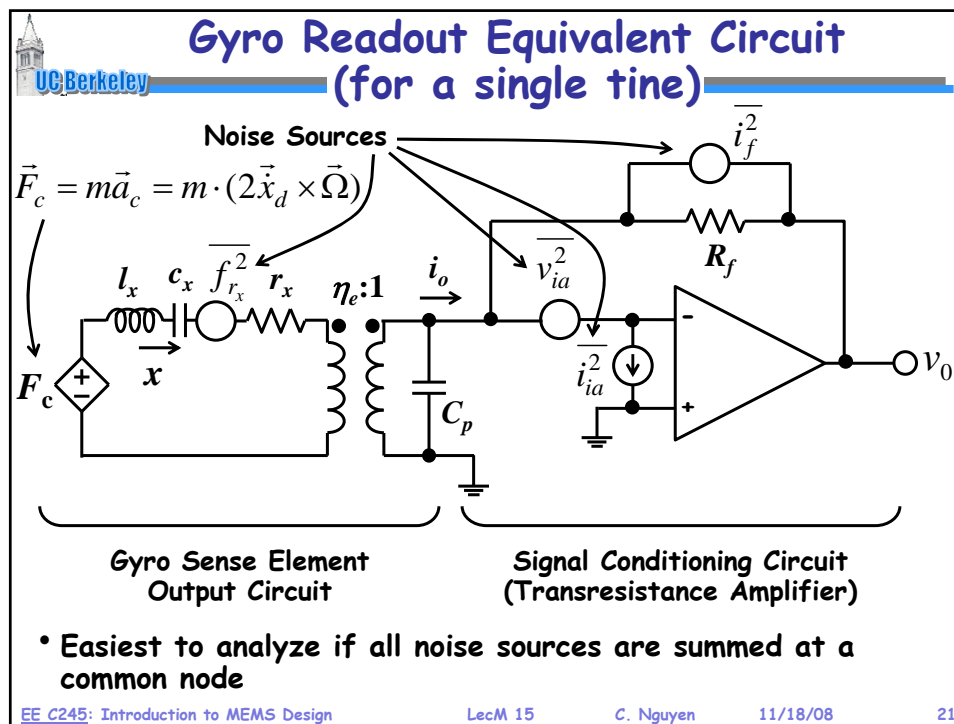 Gyro Readout Equivalent Circuit
(for a single tine)
UC Berkeley
Noise Sources
$\overline{i_f^2}$
$\vec{F}_c = m\vec{a}_c = m \cdot (2\dot{\vec{x}}_d \times \vec{\Omega})$
$l_x$ $c_x$ $\overline{f_{r_x}^2}$ $r_x$ $\eta_e$:1 $i_o$ $\overline{v_{ia}^2}$ $R_f$
$F_c$ + − x $C_p$ $\overline{i_{ia}^2}$ - + $v_0$
Gyro Sense Element
Output Circuit
Signal Conditioning Circuit
(Transresistance Amplifier)
• Easiest to analyze if all noise sources are summed at a
common node
EE C245: Introduction to MEMS Design LecM 15 C. Nguyen 11/18/08 21